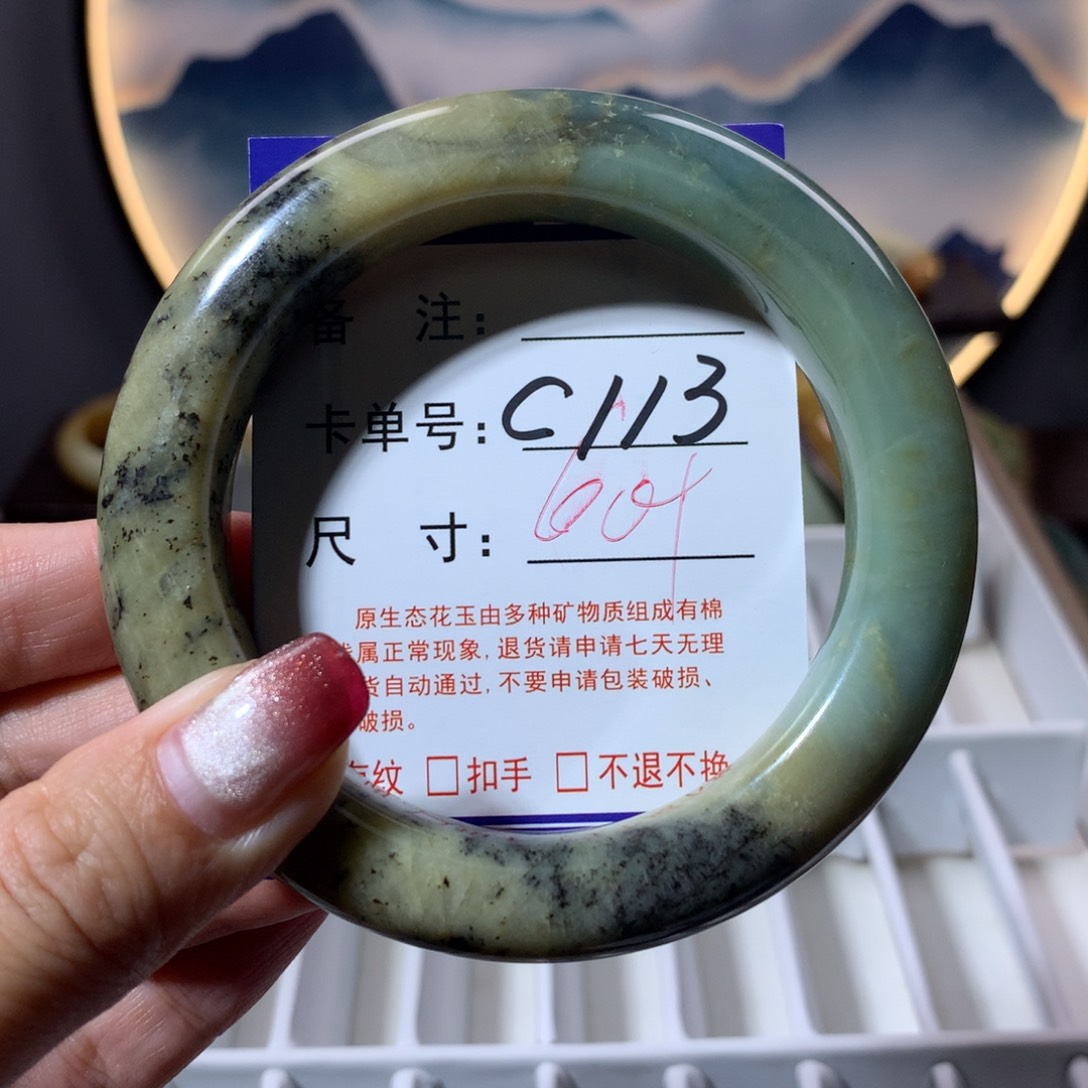 备 注：
卡单号：C113
尺 寸：
原生态花玉由多种矿物质组成有棉
属正常现象，退货请申请七天无理
货自动通过，不要申请包装破损、
破损。
纹 □扣手 □不退不换